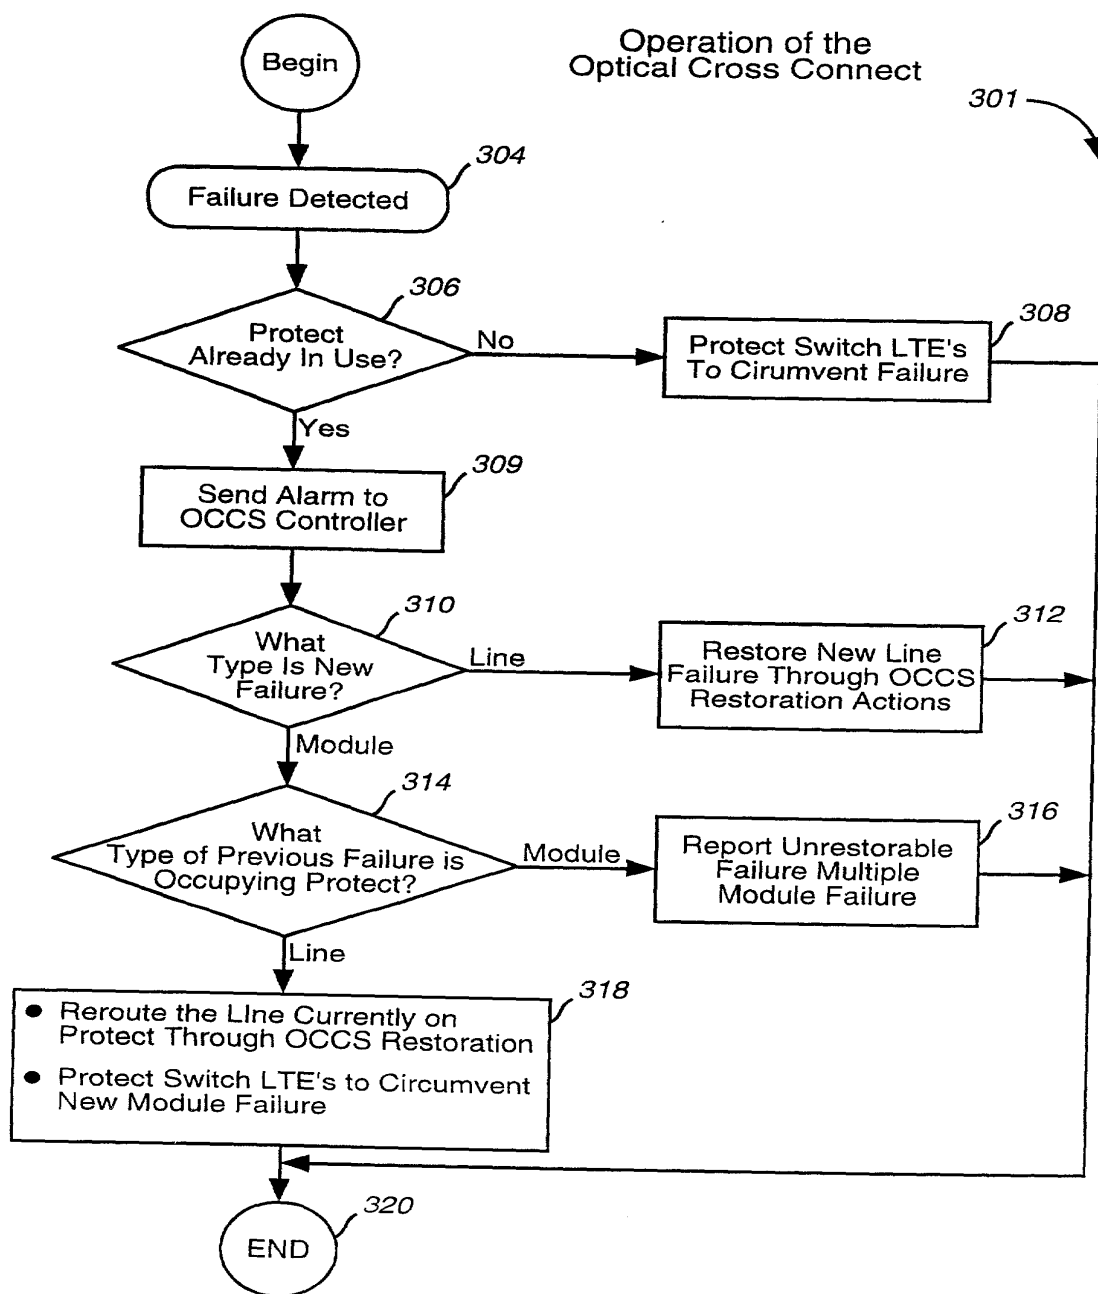 Operation of the
Optical Cross Connect
301
Begin
304
Failure Detected
306
Protect
Already In Use?
No
308
Protect Switch LTE's
To Cirumvent Failure
Yes
309
Send Alarm to
OCCS Controller
310
What
Type Is New
Failure?
Line
312
Restore New Line
Failure Through OCCS
Restoration Actions
Module
314
What
Type of Previous Failure is
Occupying Protect?
Module
316
Report Unrestorable
Failure Multiple
Module Failure
Line
318
● Reroute the LIne Currently on
Protect Through OCCS Restoration
● Protect Switch LTE's to Circumvent
New Module Failure
320
END